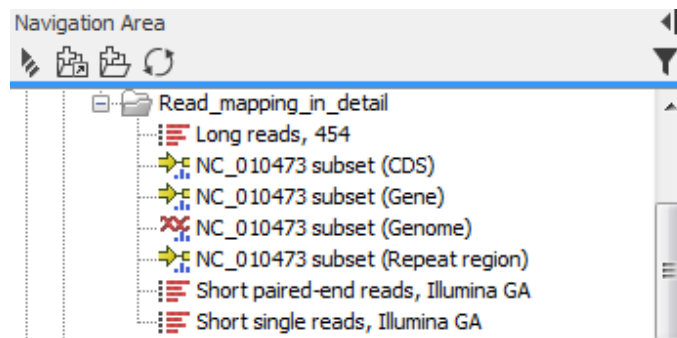 Navigation Area
Read_mapping_in_detail
Long reads, 454
NC_010473 subset (CDS)
NC_010473 subset (Gene)
NC_010473 subset (Genome)
NC_010473 subset (Repeat region)
Short paired-end reads, Illumina GA
Short single reads, Illumina GA